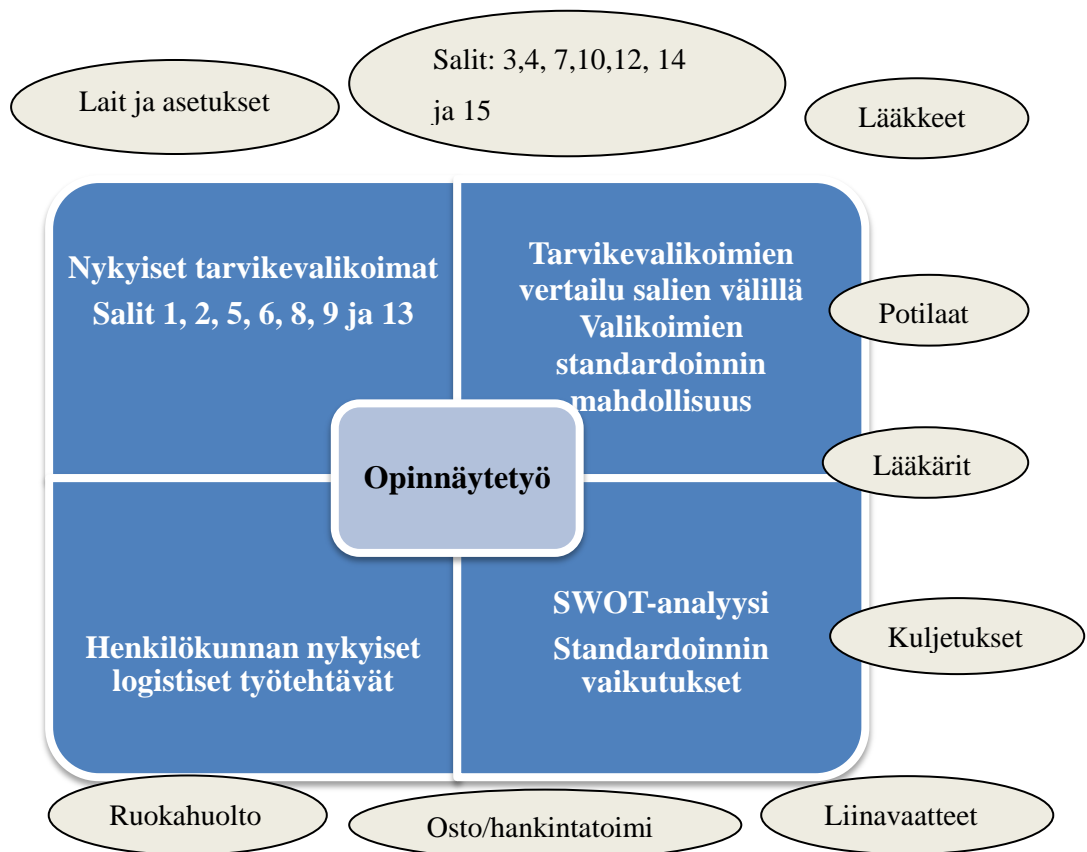 Lait ja asetukset
Salit: 3,4, 7,10,12, 14
ja 15
Lääkkeet
Nykyiset tarvikevalikoimat
Salit 1, 2, 5, 6, 8, 9 ja 13
Tarvikevalikoimien
vertailu salien välillä
Valikoimien
standardoinnin
mahdollisuus
Potilaat
Lääkärit
Opinnäytetyö
Henkilökunnan nykyiset
logistiset työtehtävät
SWOT-analyysi
Standardoinnin
vaikutukset
Kuljetukset
Ruokahuolto
Osto/hankintatoimi
Liinavaatteet